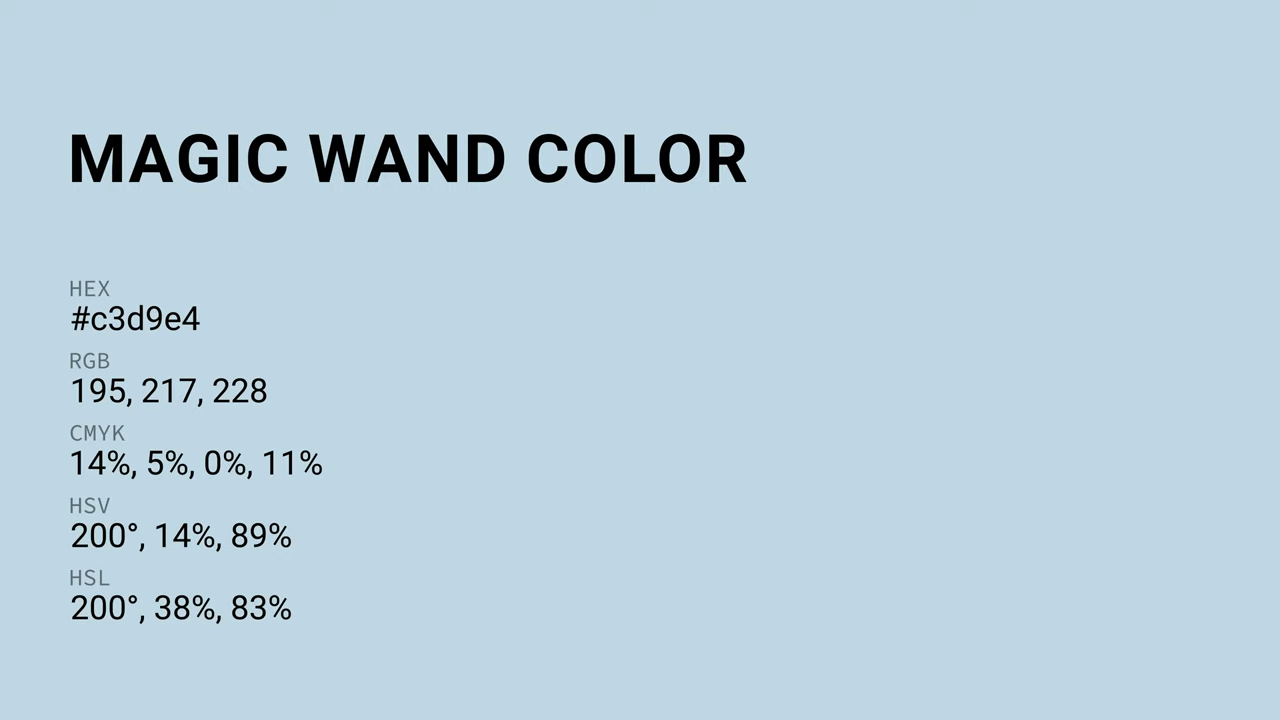 MAGIC WAND COLOR
HEX
#c3d9e4
RGB
195, 217, 228
CMYK
14%, 5%, 0%, 11%
HSV
200°, 14%, 89%
HSL
200°, 38%, 83%